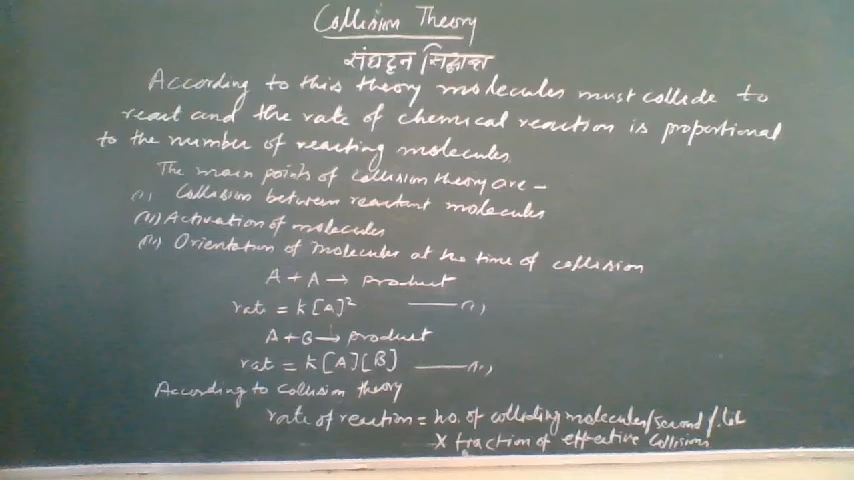 Collision Theory
संघट्टन सिद्धान्त
According to this theory molecules must collide to
react and the rate of chemical reaction is proportional
to the number of reacting molecules.
The main points of collision theory are –
(i) Collision between reactant molecules
(ii) Activation of molecules
(iii) Orientation of molecules at the time of collision
A + A → product
rate = k[A]² —— (i)
A + B → product
rate = k[A][B] —— (ii)
According to collision theory
rate of reaction = no. of colliding molecules/second/
× fraction of effective collisions